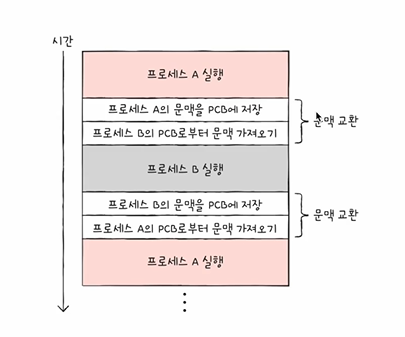 시간
프로세스 A 실행
프로세스 A의 문맥을 PCB에 저장
프로세스 B의 PCB로부터 문맥 가져오기
문맥 교환
프로세스 B 실행
프로세스 B의 문맥을 PCB에 저장
프로세스 A의 PCB로부터 문맥 가져오기
문맥 교환
프로세스 A 실행